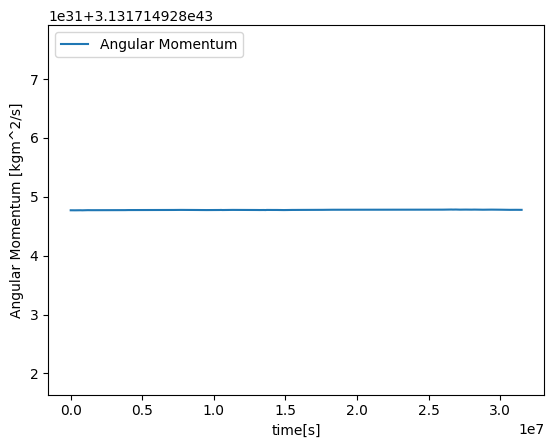 1e31+3.131714928e43
Angular Momentum
7
6
5
4
3
2
Angular Momentum [kgm^2/s]
0.0 0.5 1.0 1.5 2.0 2.5 3.0
1e7
time[s]